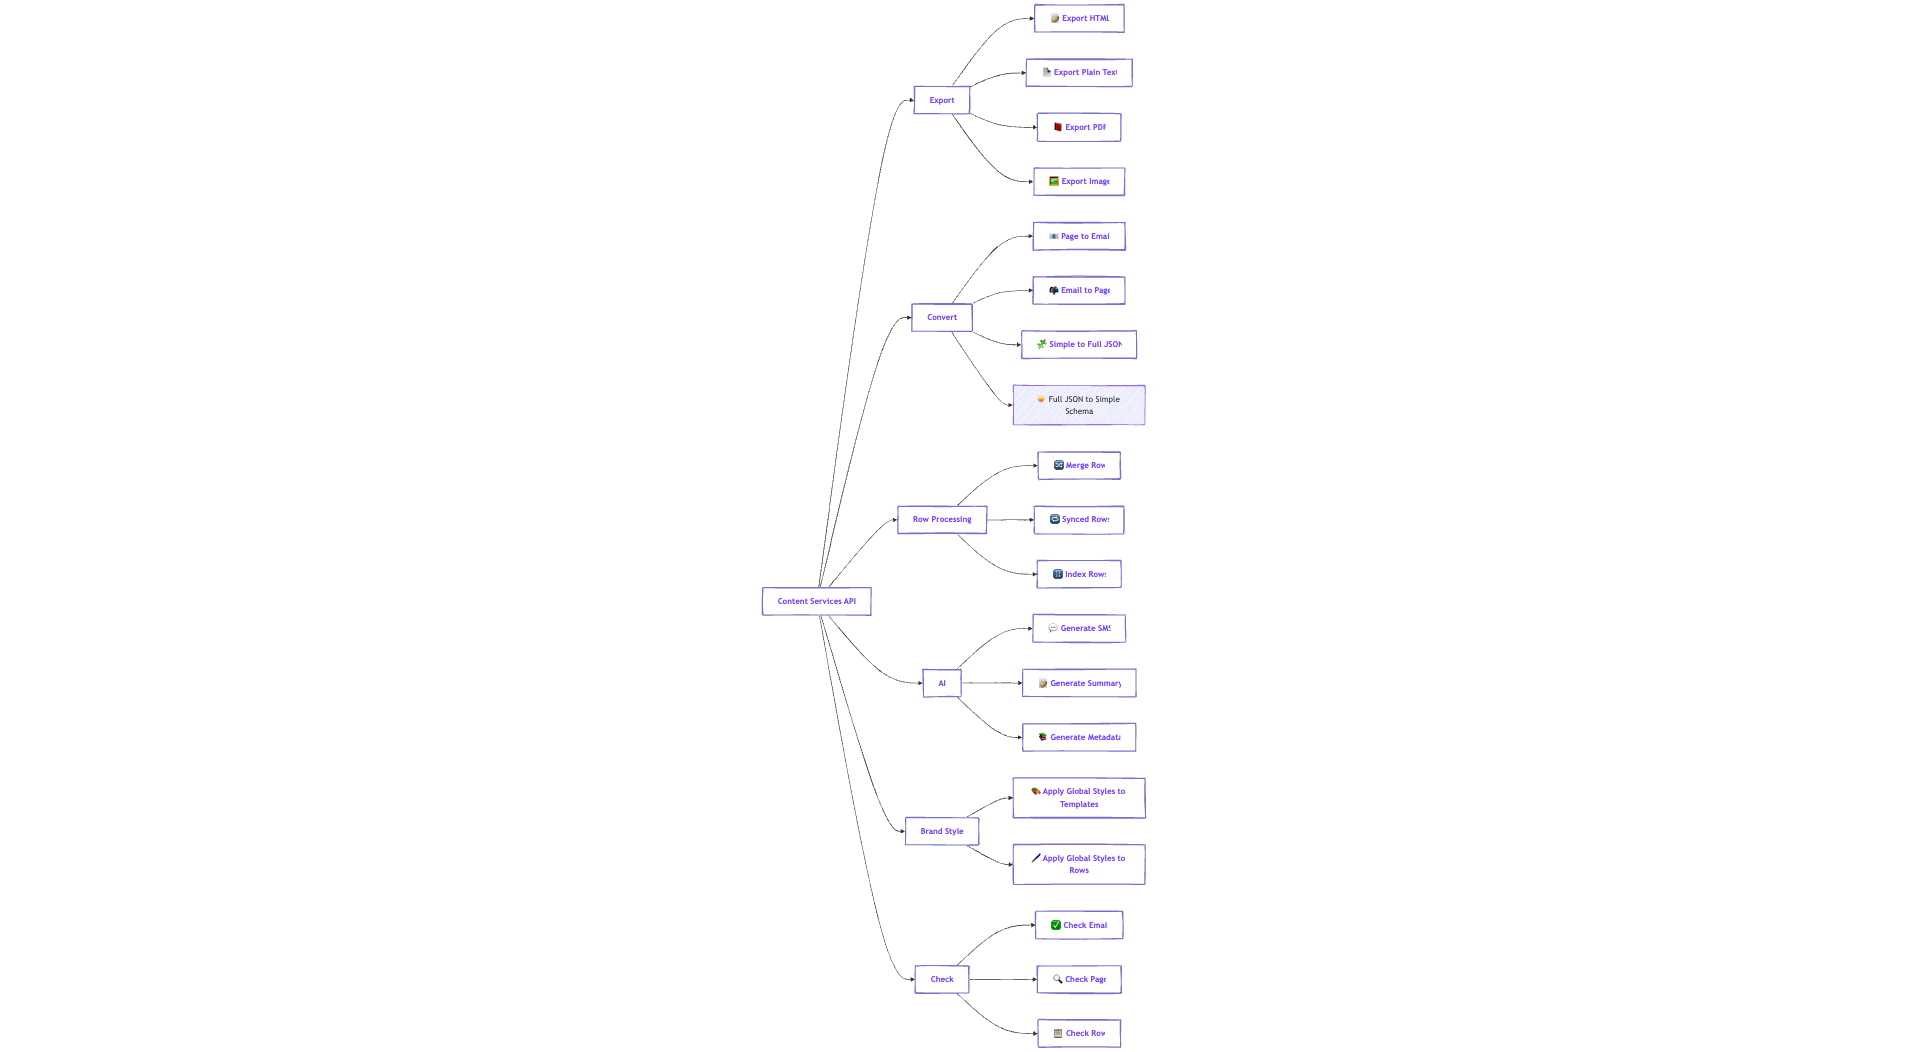 Export HTML
Export Plain Text
Export
Export PDF
Export Image
Page to Email
Email to Page
Convert
Simple to Full JSON
Full JSON to Simple
Schema
Merge Row
Row Processing
Synced Rows
Index Rows
Content Services API
Generate SMS
AI
Generate Summary
Generate Metadata
Apply Global Styles to
Templates
Brand Style
Apply Global Styles to
Rows
Check Email
Check
Check Page
Check Row